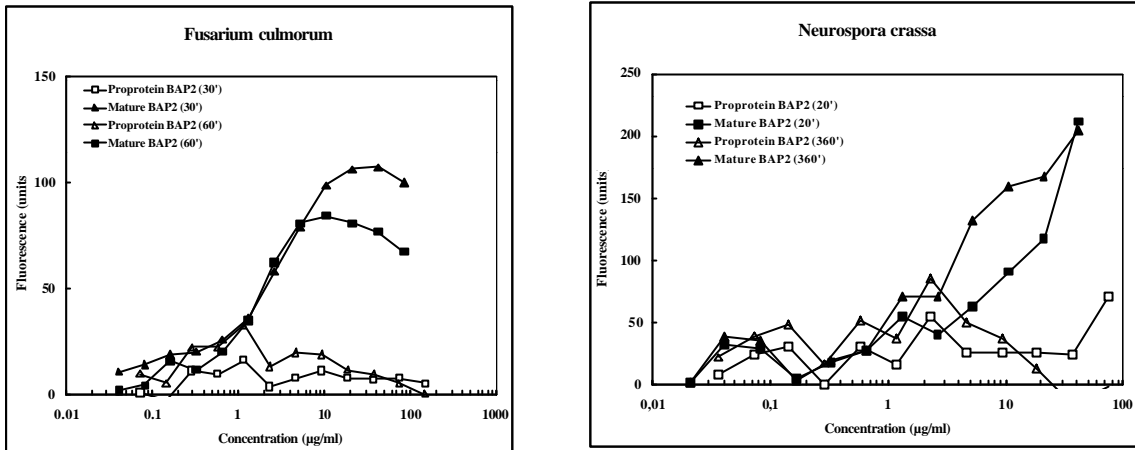 Fusarium culmorum
150
100
50
0
0.01
0.1
1
10
100
1000
Fluorescence (units
Concentration (µg/ml)
Proprotein BAP2 (30')
Mature BAP2 (30')
Proprotein BAP2 (60')
Mature BAP2 (60')
Neurospora crassa
250
200
150
100
50
0
0,01
0,1
1
10
100
Fluorescence (units
Concentration (µg/ml)
Proprotein BAP2 (20')
Mature BAP2 (20')
Proprotein BAP2 (360')
Mature BAP2 (360')